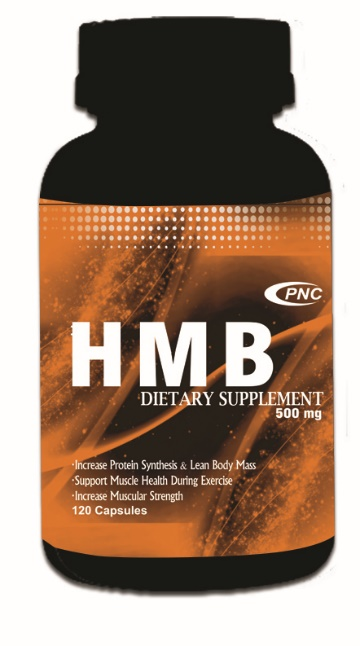 PNC
HMB
DIETARY SUPPLEMENT
500 mg
·Increase Protein Synthesis & Lean Body Mass
·Support Muscle Health During Exercise
·Increase Muscular Strength
120 Capsules